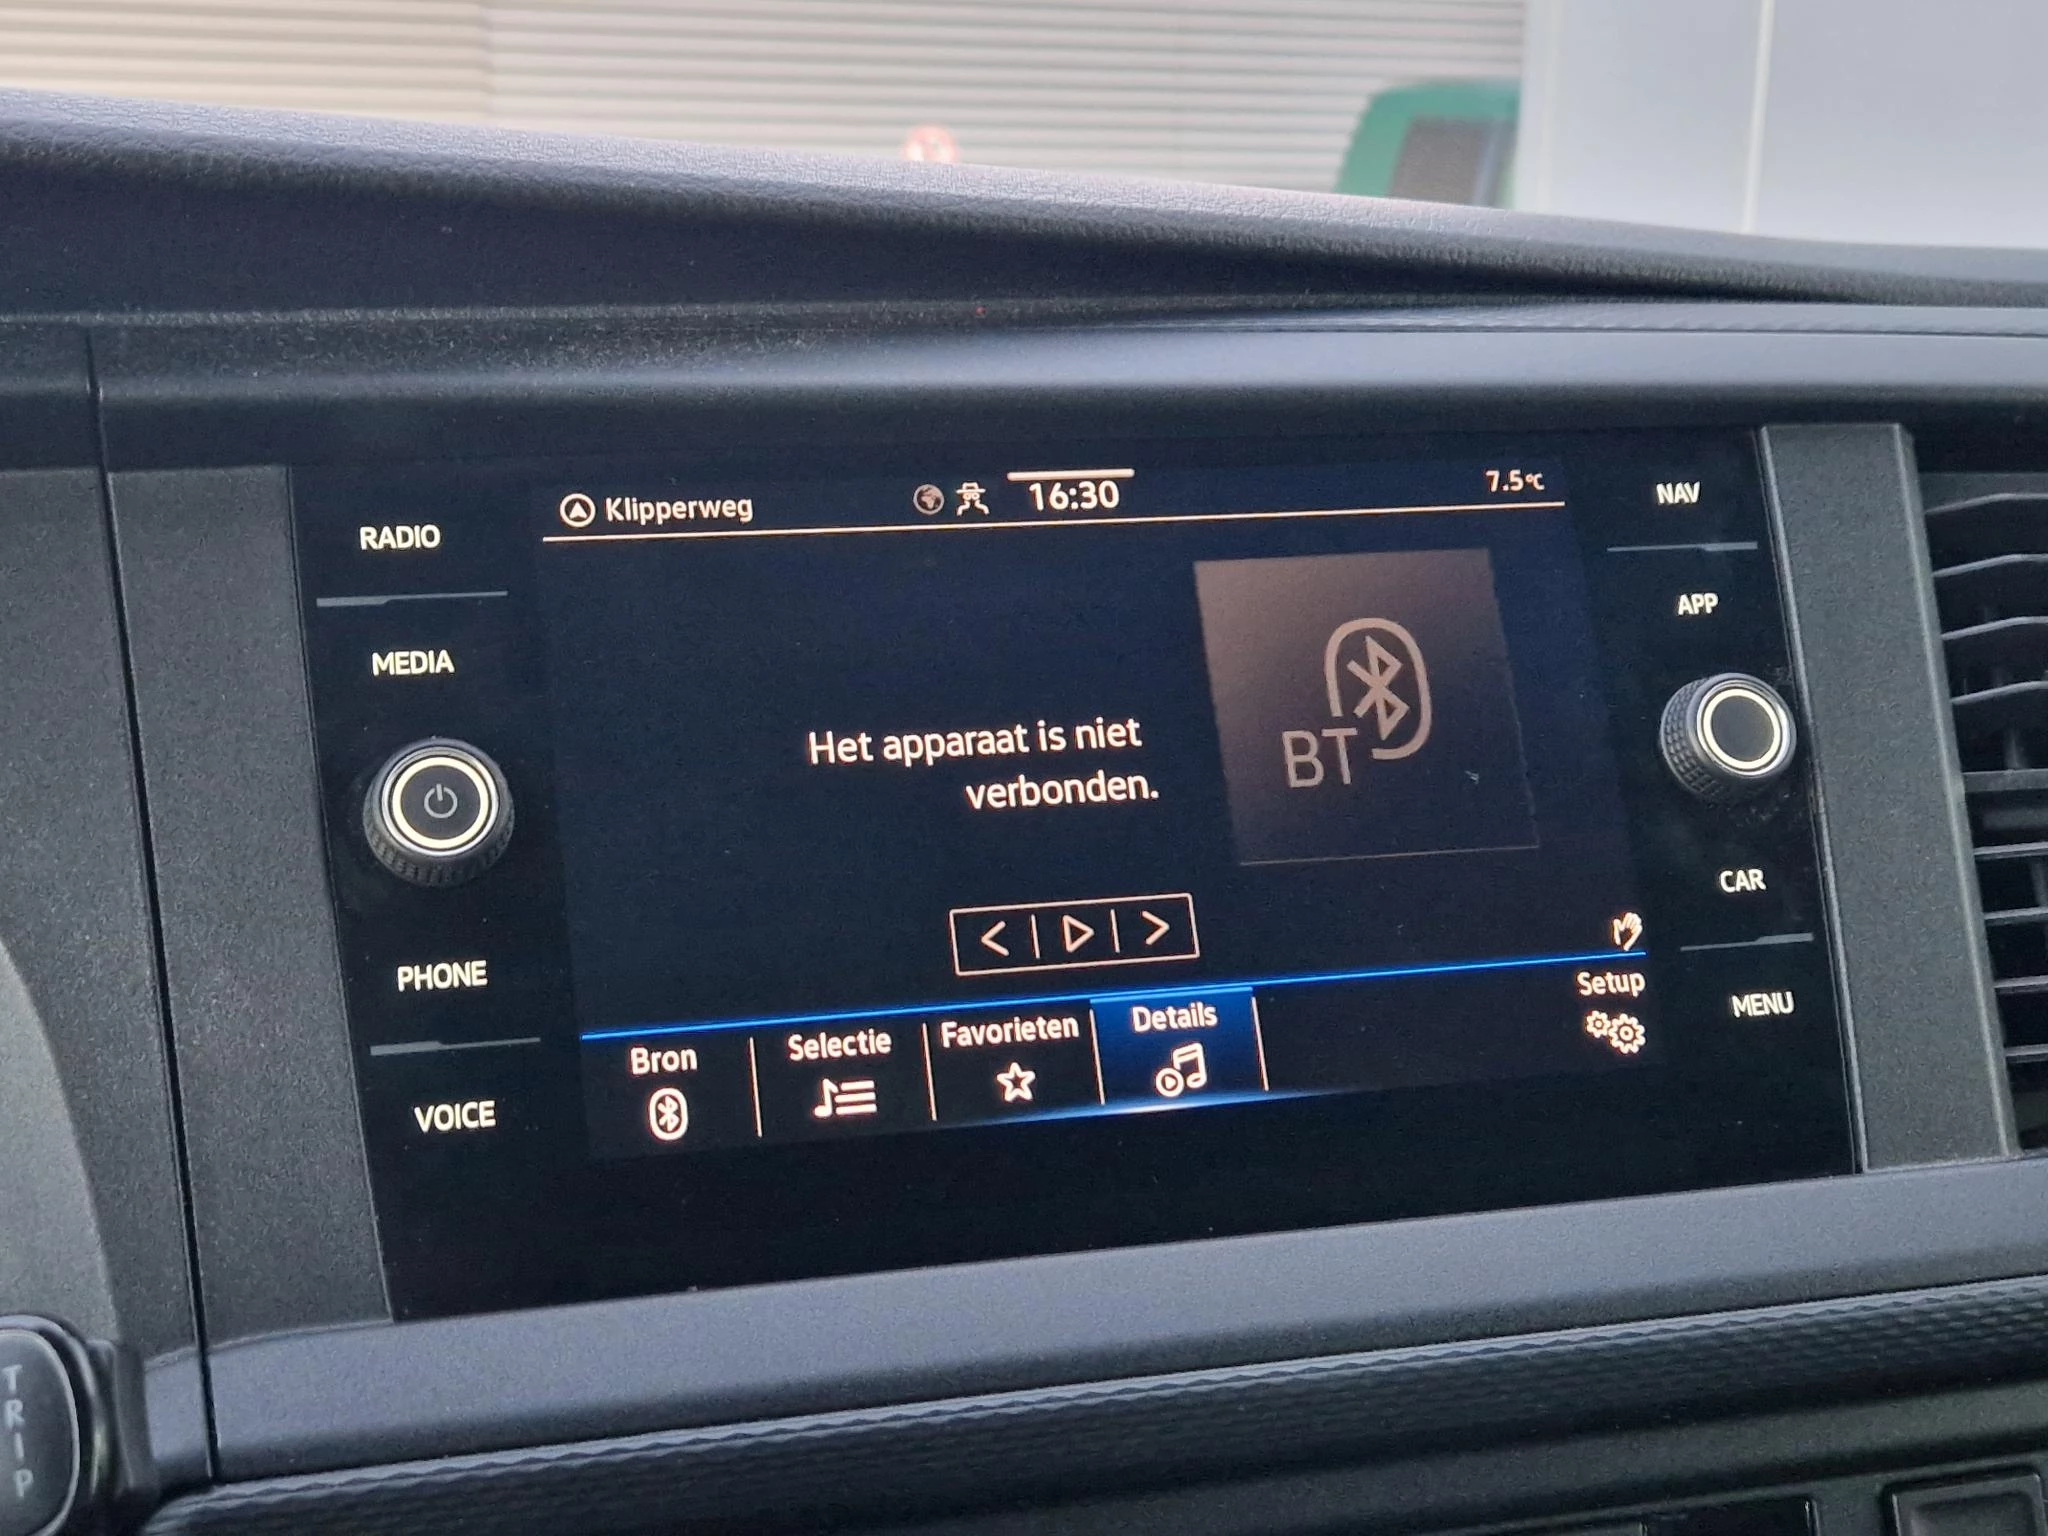 Klipperweg 16:30 7.5°C
RADIO
MEDIA
PHONE
VOICE
Het apparaat is niet
verbonden.
BT
Bron
Selectie
Favorieten
Details
Setup
NAV
APP
CAR
MENU
TRIP